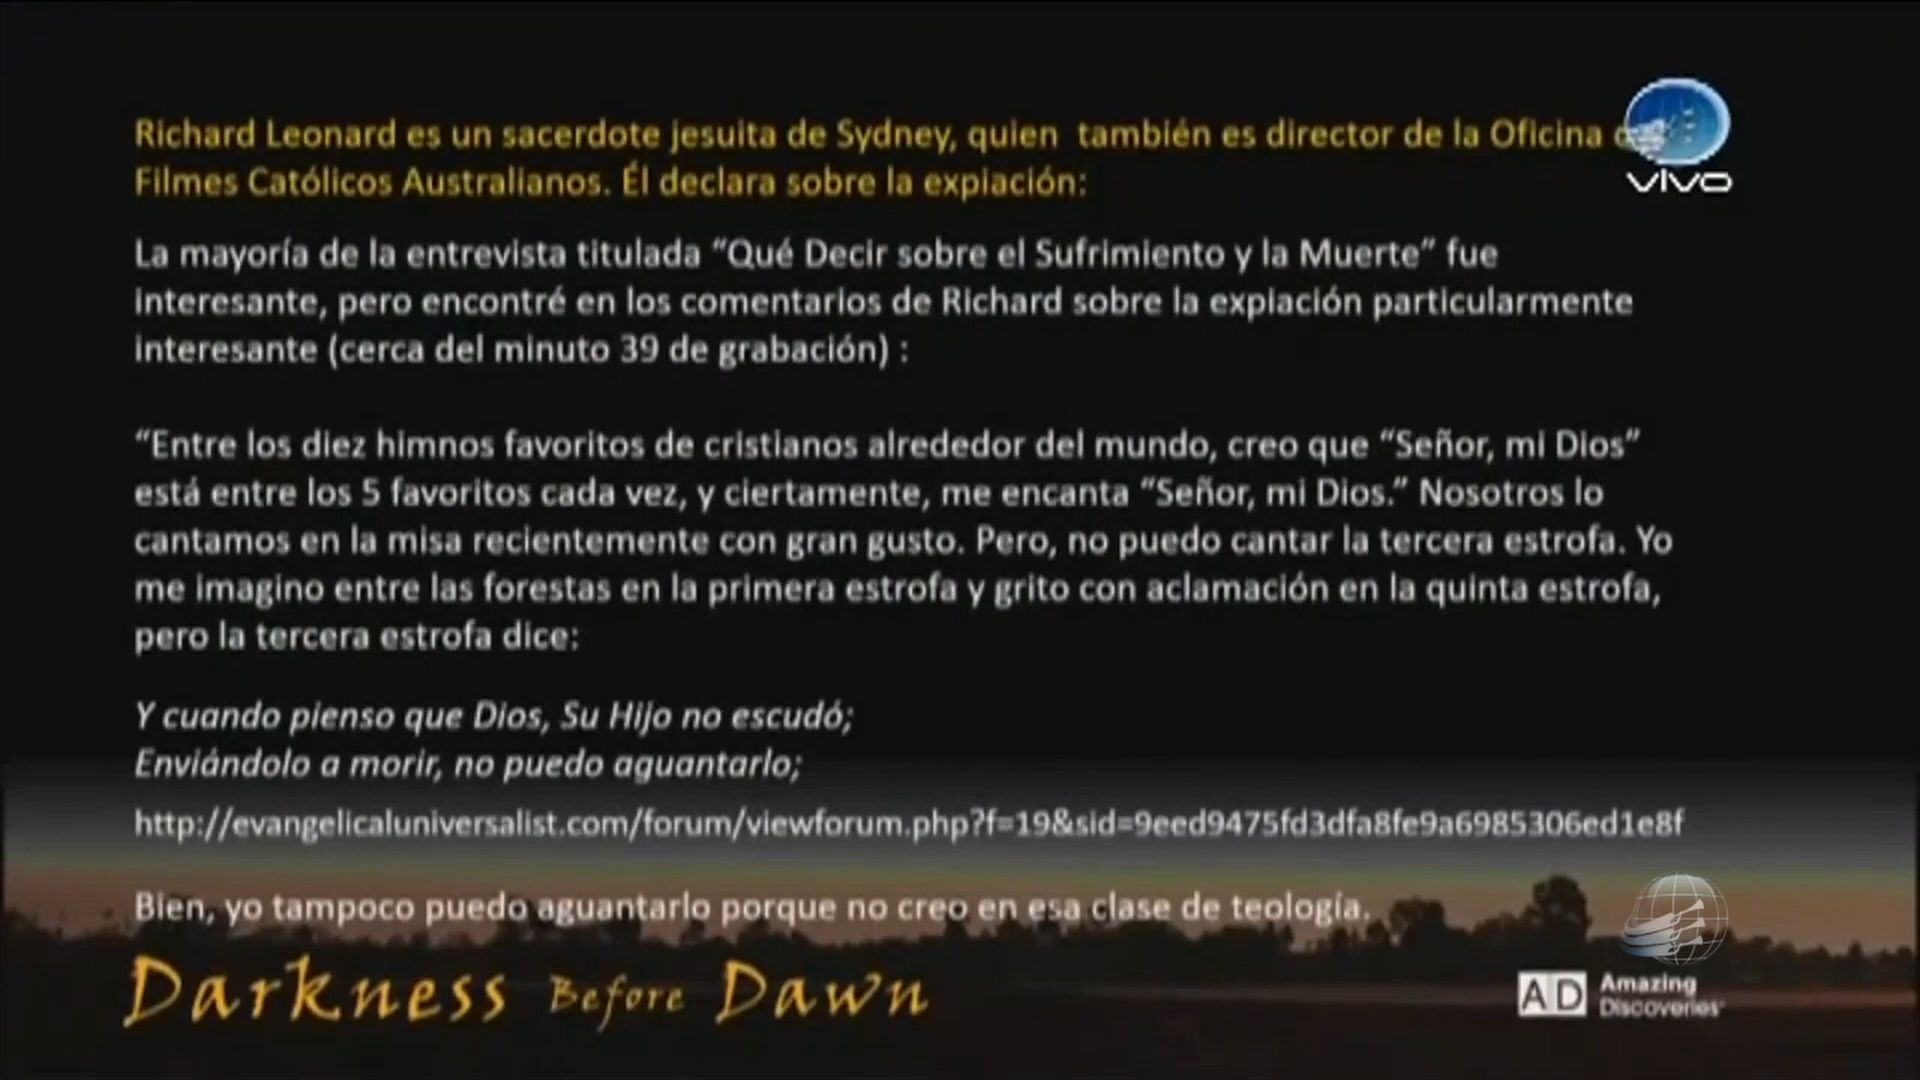 Richard Leonard es un sacerdote jesuita de Sydney, quien también es director de la Oficina
VIVO
Filmes Católicos Australianos. Él declara sobre la expiación:
La mayoría de la entrevista titulada “Qué Decir sobre el Sufrimiento y la Muerte” fue
interesante, pero encontré en los comentarios de Richard sobre la expiación particularmente
interesante (cerca del minuto 39 de grabación) :
“Entre los diez himnos favoritos de cristianos alrededor del mundo, creo que “Señor, mi Dios”
está entre los 5 favoritos cada vez, y ciertamente, me encanta “Señor, mi Dios.” Nosotros lo
cantamos en la misa recientemente con gran gusto. Pero, no puedo cantar la tercera estrofa. Yo
me imagino entre las forestas en la primera estrofa y grito con aclamación en la quinta estrofa,
pero la tercera estrofa dice:
Y cuando pienso que Dios, Su Hijo no escudó;
Enviándolo a morir, no puedo aguantarlo;
http://evangelicaluniversalist.com/forum/viewforum.php?f=19&sid=9eed9475fd3dfa8fe9a6985306ed1e8f
Bien, yo tampoco puedo aguantarlo porque no creo en esa clase de teología.
Darkness Before Dawn
AD Amazing
Discoveries